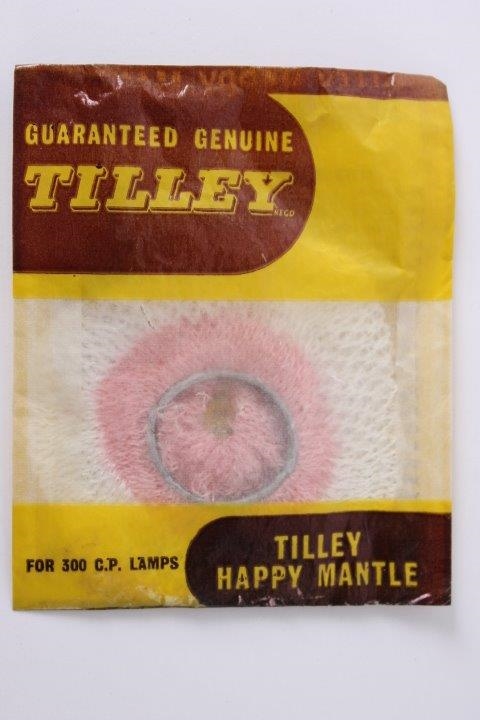 GUARANTEED GENUINE
TILLEY
REGD
FOR 300 C.P. LAMPS
TILLEY
HAPPY MANTLE